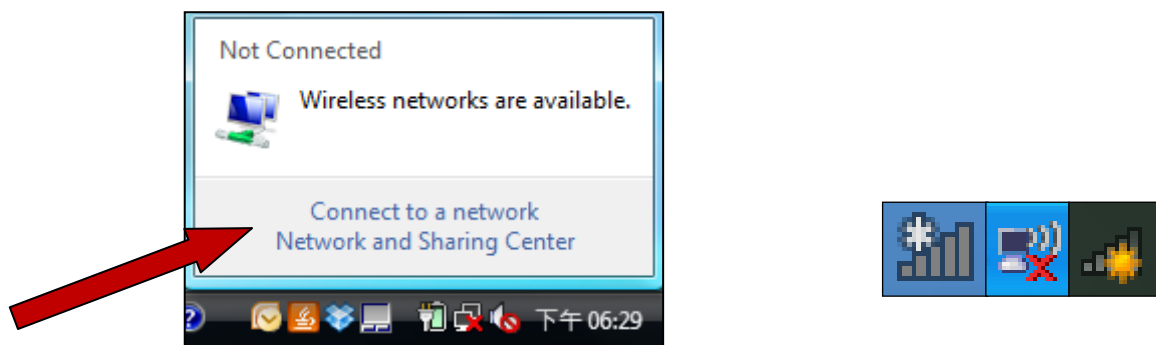 Not Connected
Wireless networks are available.
Connect to a network
Network and Sharing Center
? 下午 06:29